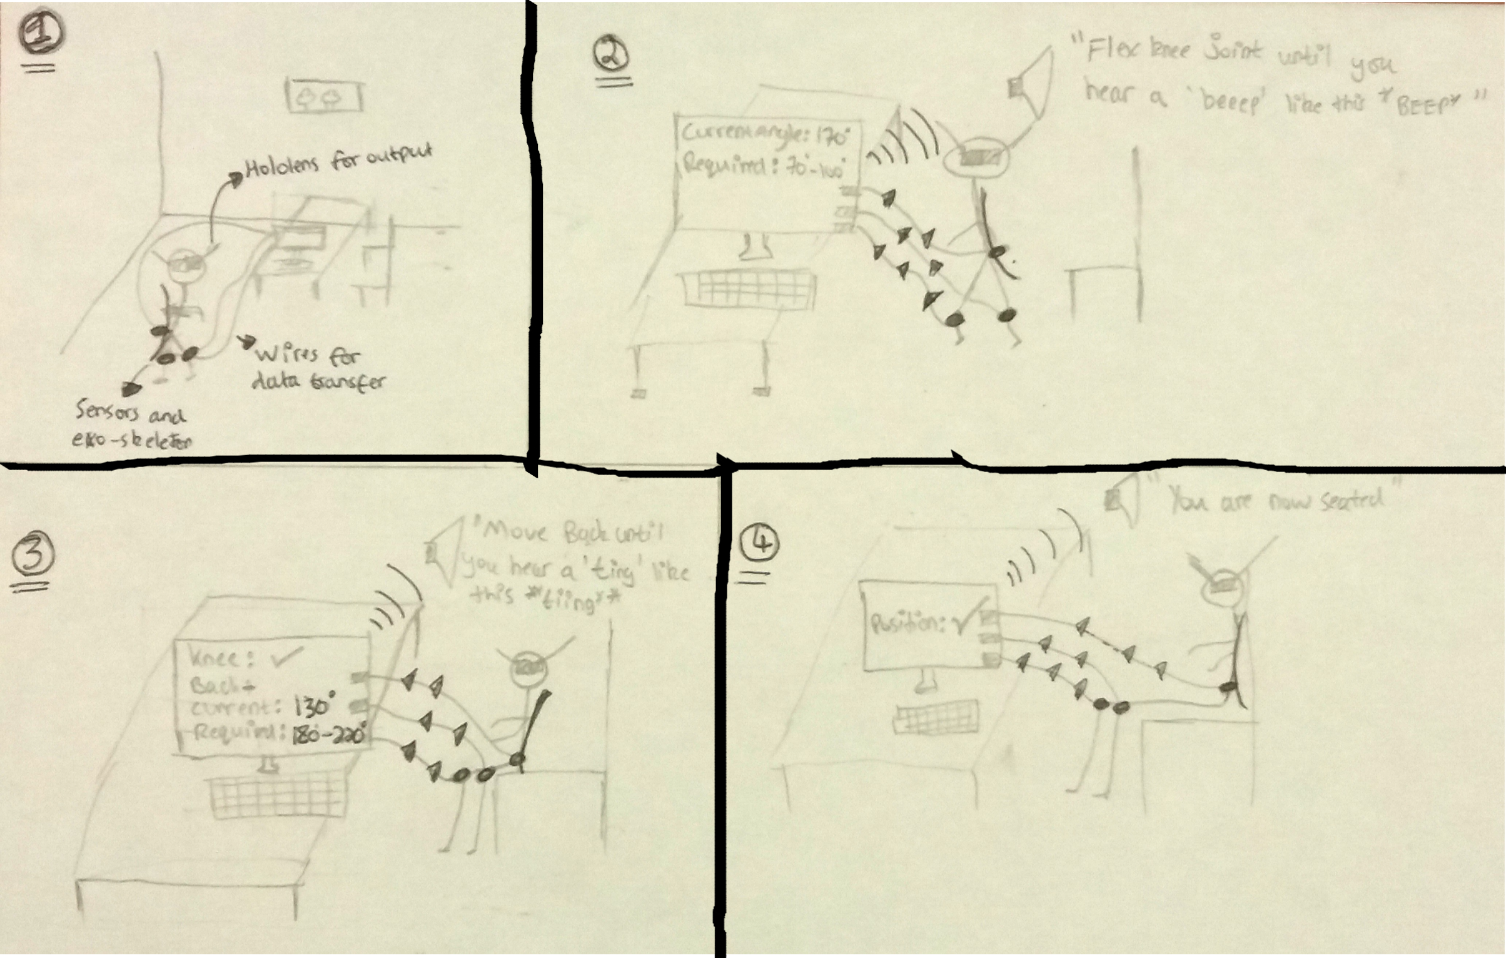 1
Hololens for output
Wires for
data transfer
Sensors and
exo-skeleton
2
"Flex knee joint until you
hear a 'beeep' like this *BEEP*"
Current angle: 170°
Required: 70°-100°
3
"Move Back until
you hear a 'ting' like
this **tiing**
Knee: ✓
Back→
current: 130°
Required: 180°-220°
4
"You are now seated"
Position: ✓